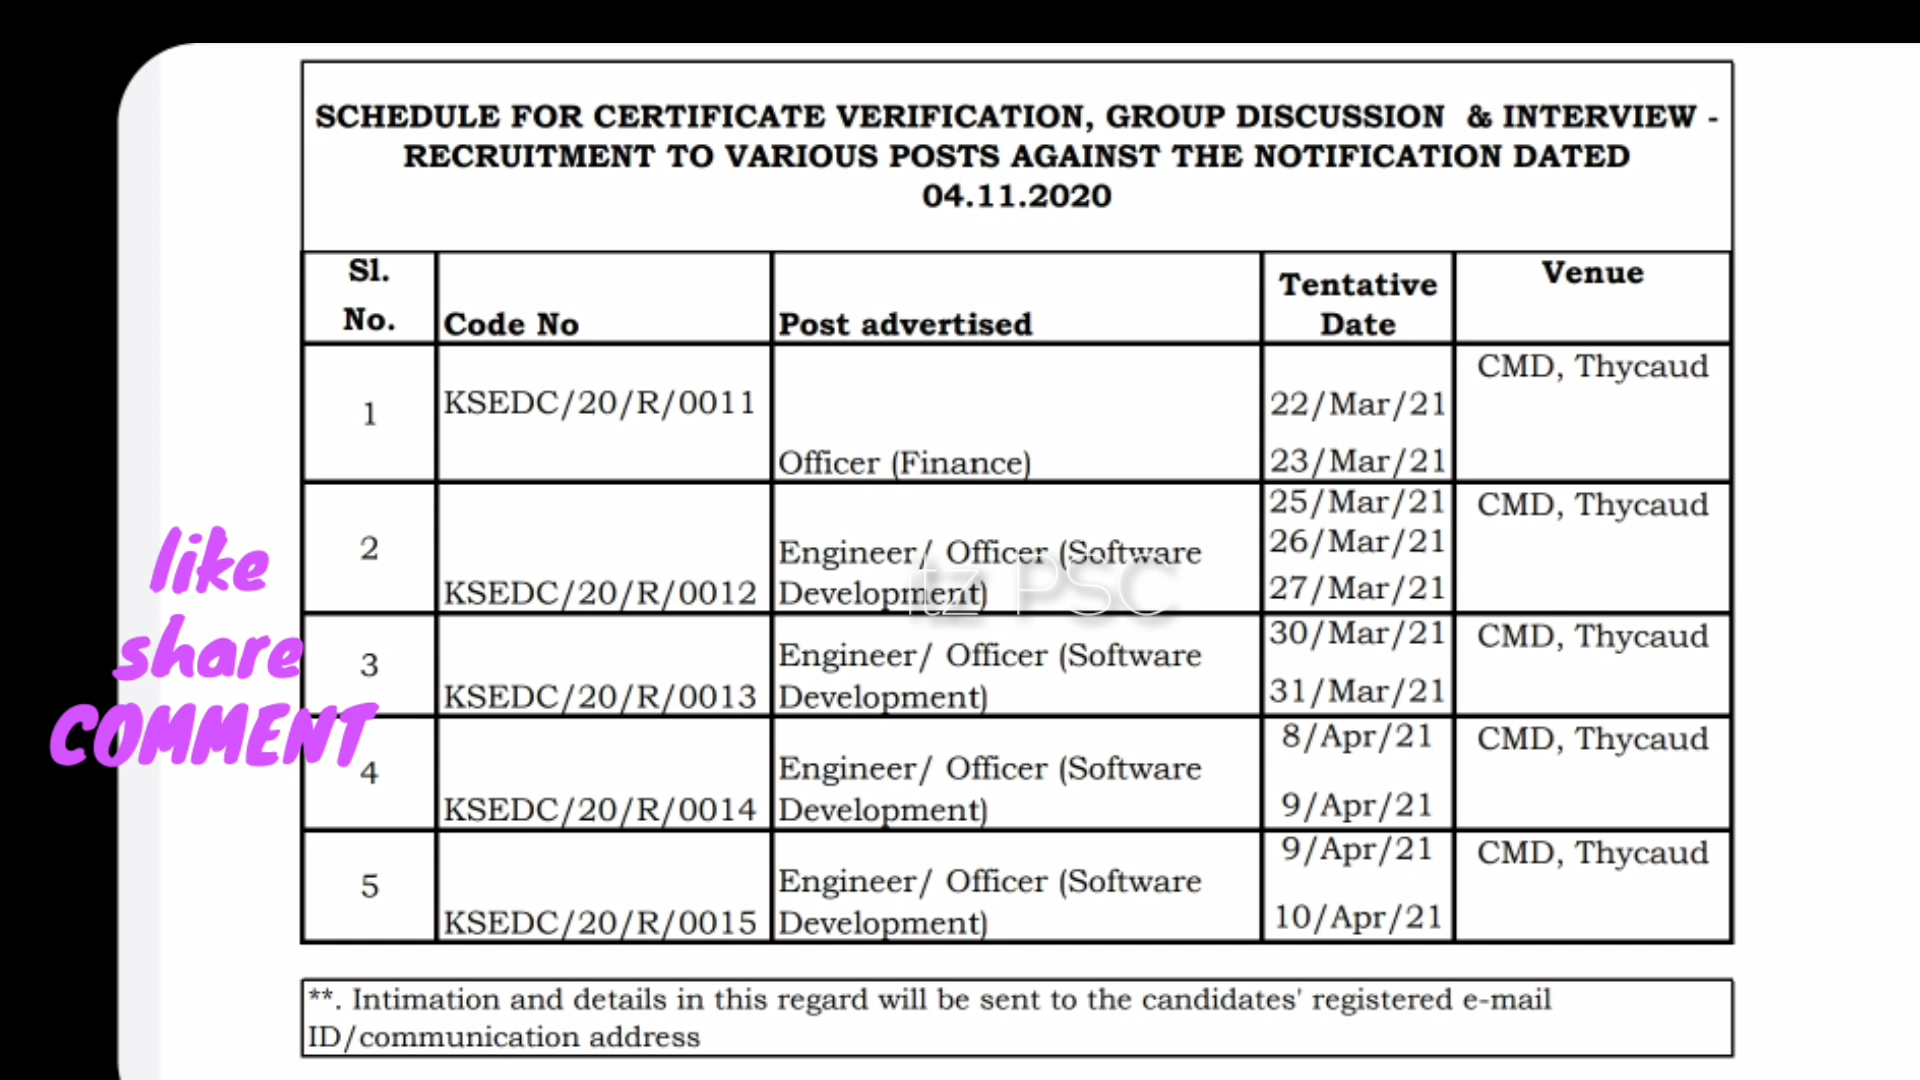 SCHEDULE FOR CERTIFICATE VERIFICATION, GROUP DISCUSSION & INTERVIEW -
RECRUITMENT TO VARIOUS POSTS AGAINST THE NOTIFICATION DATED
04.11.2020
Sl.
No.
Code No
Post advertised
Tentative
Date
Venue
1
KSEDC/20/R/0011
Officer (Finance)
22/Mar/21
23/Mar/21
CMD, Thycaud
2
KSEDC/20/R/0012
Engineer/ Officer (Software
Development)
25/Mar/21
26/Mar/21
27/Mar/21
CMD, Thycaud
3
KSEDC/20/R/0013
Engineer/ Officer (Software
Development)
30/Mar/21
31/Mar/21
CMD, Thycaud
4
KSEDC/20/R/0014
Engineer/ Officer (Software
Development)
8/Apr/21
9/Apr/21
CMD, Thycaud
5
KSEDC/20/R/0015
Engineer/ Officer (Software
Development)
9/Apr/21
10/Apr/21
CMD, Thycaud
**. Intimation and details in this regard will be sent to the candidates' registered e-mail
ID/communication address
like
share
COMMENT
itz PSC